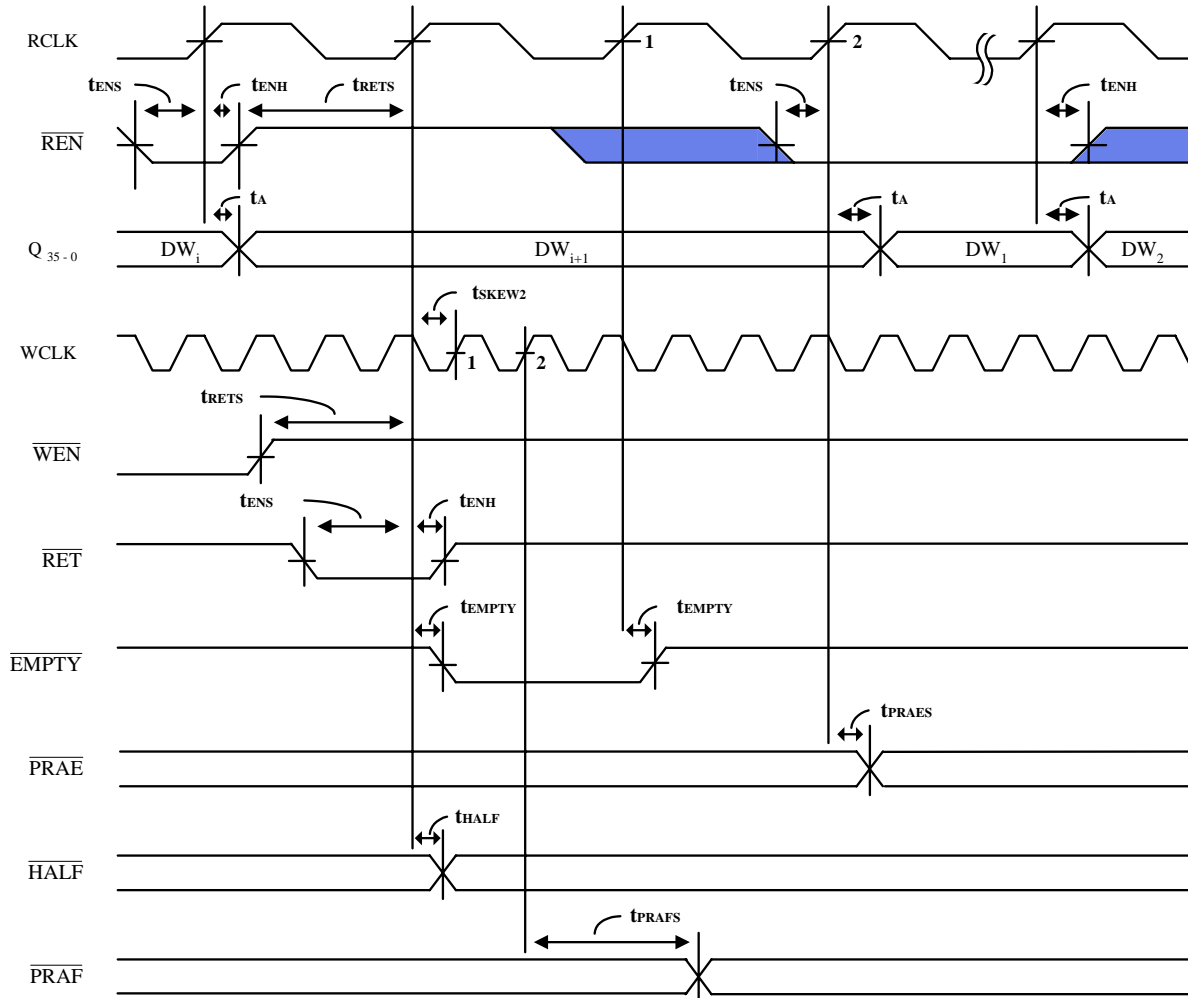 RCLK
1
2
tENS
tENH
tRETS
tENS
tENH
REN
tA
tA
tA
Q 35 - 0
DWi
DWi+1
DW1
DW2
tSKEW2
WCLK
1
2
tRETS
WEN
tENS
tENH
RET
tEMPTY
tEMPTY
EMPTY
tPRAES
PRAE
tHALF
HALF
tPRAFS
PRAF